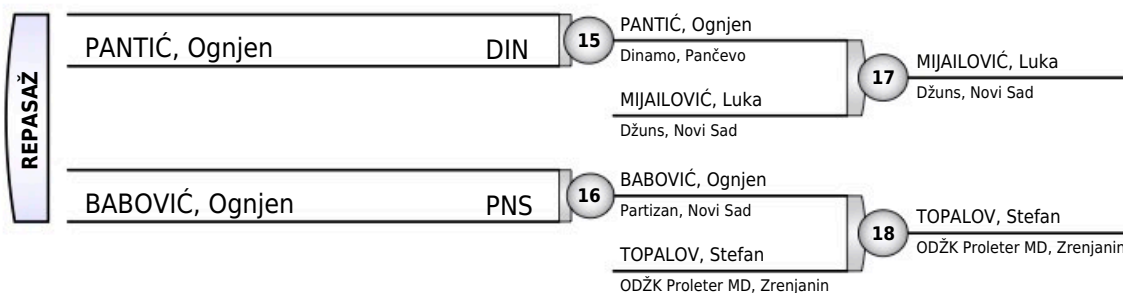 REPASAŽ
PANTIĆ, Ognjen DIN
15
PANTIĆ, Ognjen
Dinamo, Pančevo
MIJAILOVIĆ, Luka
Džuns, Novi Sad
17
MIJAILOVIĆ, Luka
Džuns, Novi Sad
BABOVIĆ, Ognjen PNS
16
BABOVIĆ, Ognjen
Partizan, Novi Sad
TOPALOV, Stefan
ODŽK Proleter MD, Zrenjanin
18
TOPALOV, Stefan
ODŽK Proleter MD, Zrenjanin